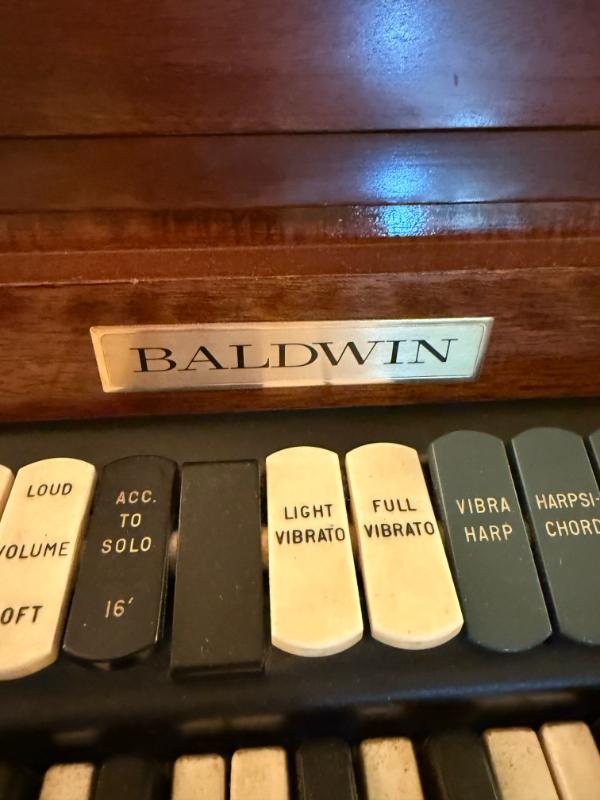 BALDWIN
LOUD
VOLUME
OFT
ACC.
TO
SOLO
16'
LIGHT
VIBRATO
FULL
VIBRATO
VIBRA
HARP
HARPSI-
CHORD